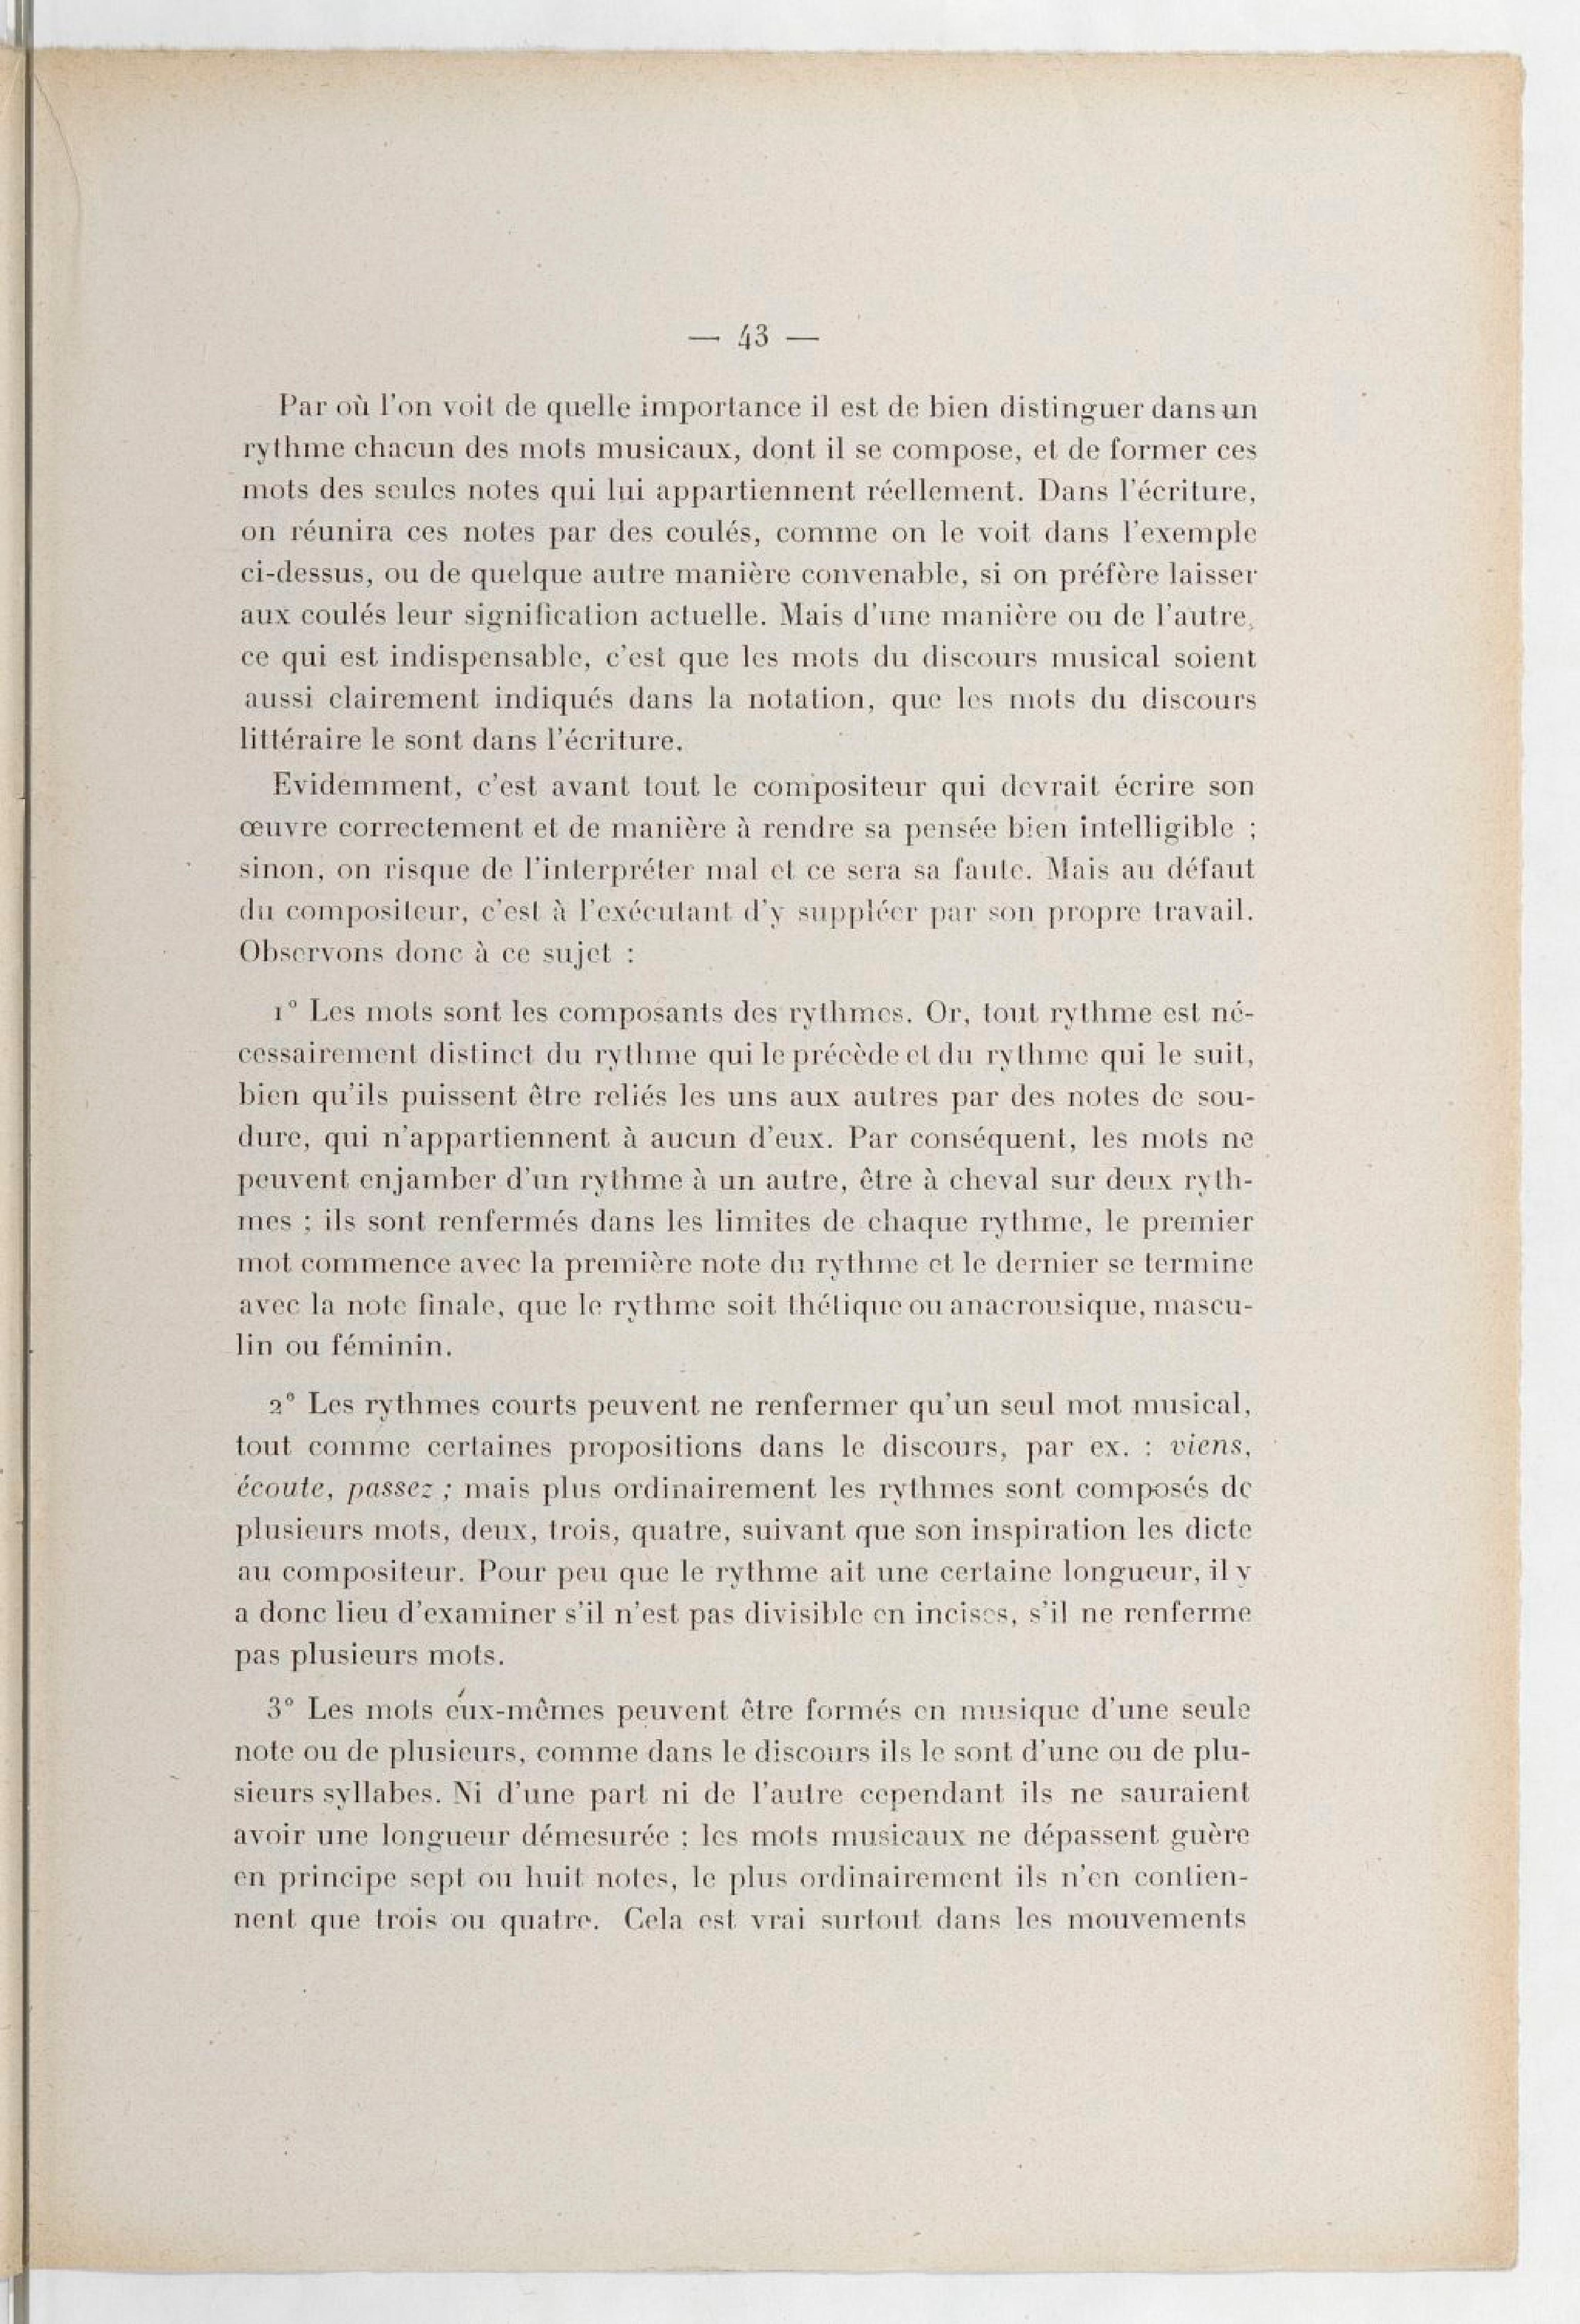 — 43 —
Par où l'on voit de quelle importance il est de bien distinguer dans un
rythme chacun des mots musicaux, dont il se compose, et de former ces
mots des seules notes qui lui appartiennent réellement. Dans l'écriture,
on réunira ces notes par des coulés, comme on le voit dans l'exemple
ci-dessus, ou de quelque autre manière convenable, si on préfère laisser
aux coulés leur signification actuelle. Mais d'une manière ou de l'autre,
ce qui est indispensable, c'est que les mots du discours musical soient
aussi clairement indiqués dans la notation, que les mots du discours
littéraire le sont dans l'écriture.
Evidemment, c'est avant tout le compositeur qui devrait écrire son
œuvre correctement et de manière à rendre sa pensée bien intelligible ;
sinon, on risque de l'interpréter mal et ce sera sa faute. Mais au défaut
du compositeur, c'est à l'exécutant d'y suppléer par son propre travail.
Observons donc à ce sujet :
1° Les mots sont les composants des rythmes. Or, tout rythme est né-
cessairement distinct du rythme qui le précède et du rythme qui le suit,
bien qu'ils puissent être reliés les uns aux autres par des notes de sou-
dure, qui n'appartiennent à aucun d'eux. Par conséquent, les mots ne
peuvent enjamber d'un rythme à un autre, être à cheval sur deux ryth-
mes ; ils sont renfermés dans les limites de chaque rythme, le premier
mot commence avec la première note du rythme et le dernier se termine
avec la note finale, que le rythme soit thétique ou anacrousique, mascu-
lin ou féminin.
2° Les rythmes courts peuvent ne renfermer qu'un seul mot musical,
tout comme certaines propositions dans le discours, par ex. : viens,
écoute, passez ; mais plus ordinairement les rythmes sont composés de
plusieurs mots, deux, trois, quatre, suivant que son inspiration les dicte
au compositeur. Pour peu que le rythme ait une certaine longueur, il y
a donc lieu d'examiner s'il n'est pas divisible en incises, s'il ne renferme
pas plusieurs mots.
3° Les mots eux-mêmes peuvent être formés en musique d'une seule
note ou de plusieurs, comme dans le discours ils le sont d'une ou de plu-
sieurs syllabes. Ni d'une part ni de l'autre cependant ils ne sauraient
avoir une longueur démesurée ; les mots musicaux ne dépassent guère
en principe sept ou huit notes, le plus ordinairement ils n'en contien-
nent que trois ou quatre. Cela est vrai surtout dans les mouvements